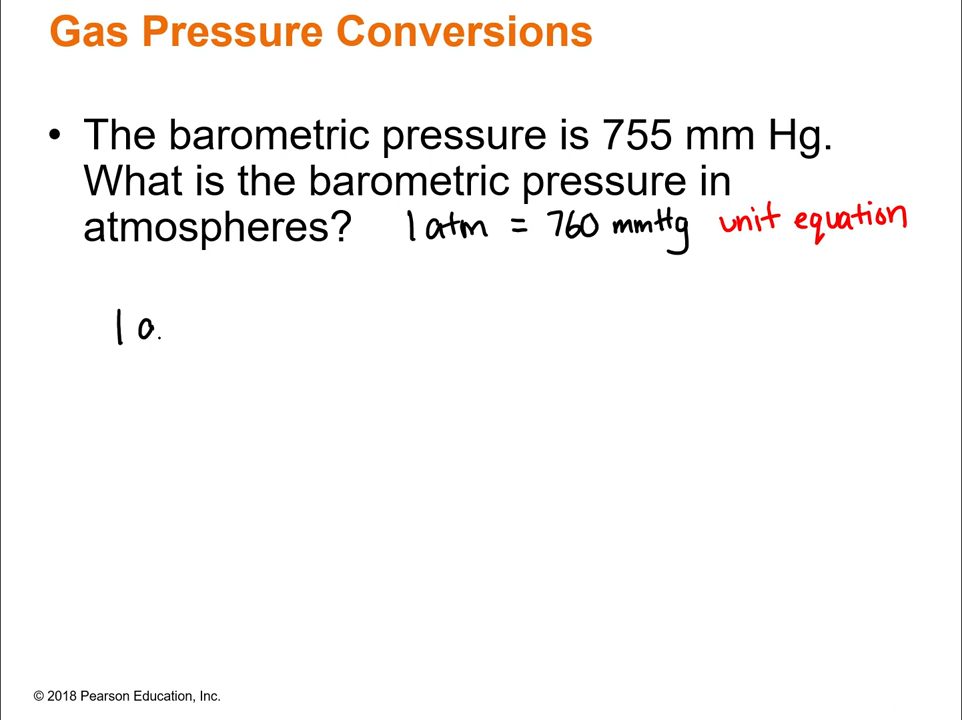 Gas Pressure Conversions
• The barometric pressure is 755 mm Hg.
What is the barometric pressure in
atmospheres? 1 atm = 760 mmHg unit equation
1 a
© 2018 Pearson Education, Inc.